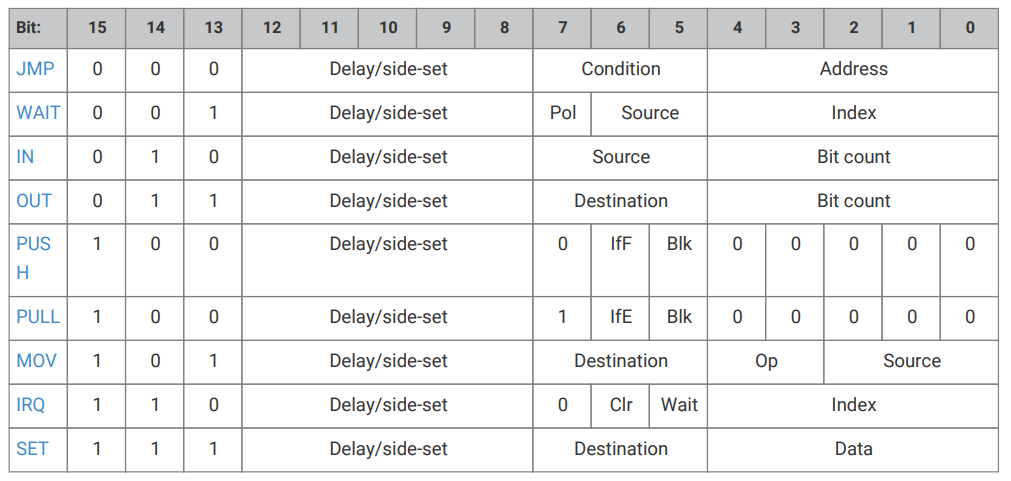 Bit: 15 14 13 12 11 10 9 8 7 6 5 4 3 2 1 0
JMP 0 0 0 Delay/side-set Condition Address
WAIT 0 0 1 Delay/side-set Pol Source Index
IN 0 1 0 Delay/side-set Source Bit count
OUT 0 1 1 Delay/side-set Destination Bit count
PUS 1 0 0 Delay/side-set 0 IfF Blk 0 0 0 0 0
H
PULL 1 0 0 Delay/side-set 1 IfE Blk 0 0 0 0 0
MOV 1 0 1 Delay/side-set Destination Op Source
IRQ 1 1 0 Delay/side-set 0 Clr Wait Index
SET 1 1 1 Delay/side-set Destination Data